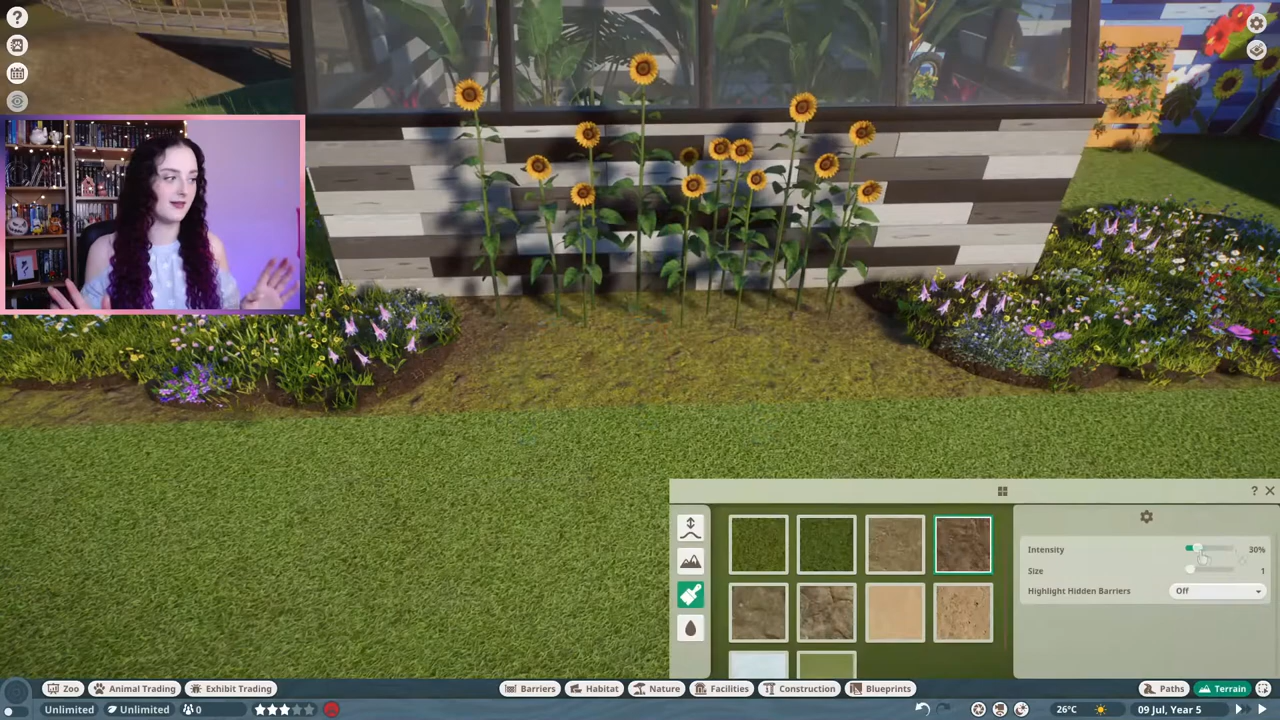 ?
? ×
Intensity 30%
Size 1
Highlight Hidden Barriers Off
Zoo Animal Trading Exhibit Trading Barriers Habitat Nature Facilities Construction Blueprints Paths Terrain
Unlimited Unlimited 0 26°C 09 Jul, Year 5